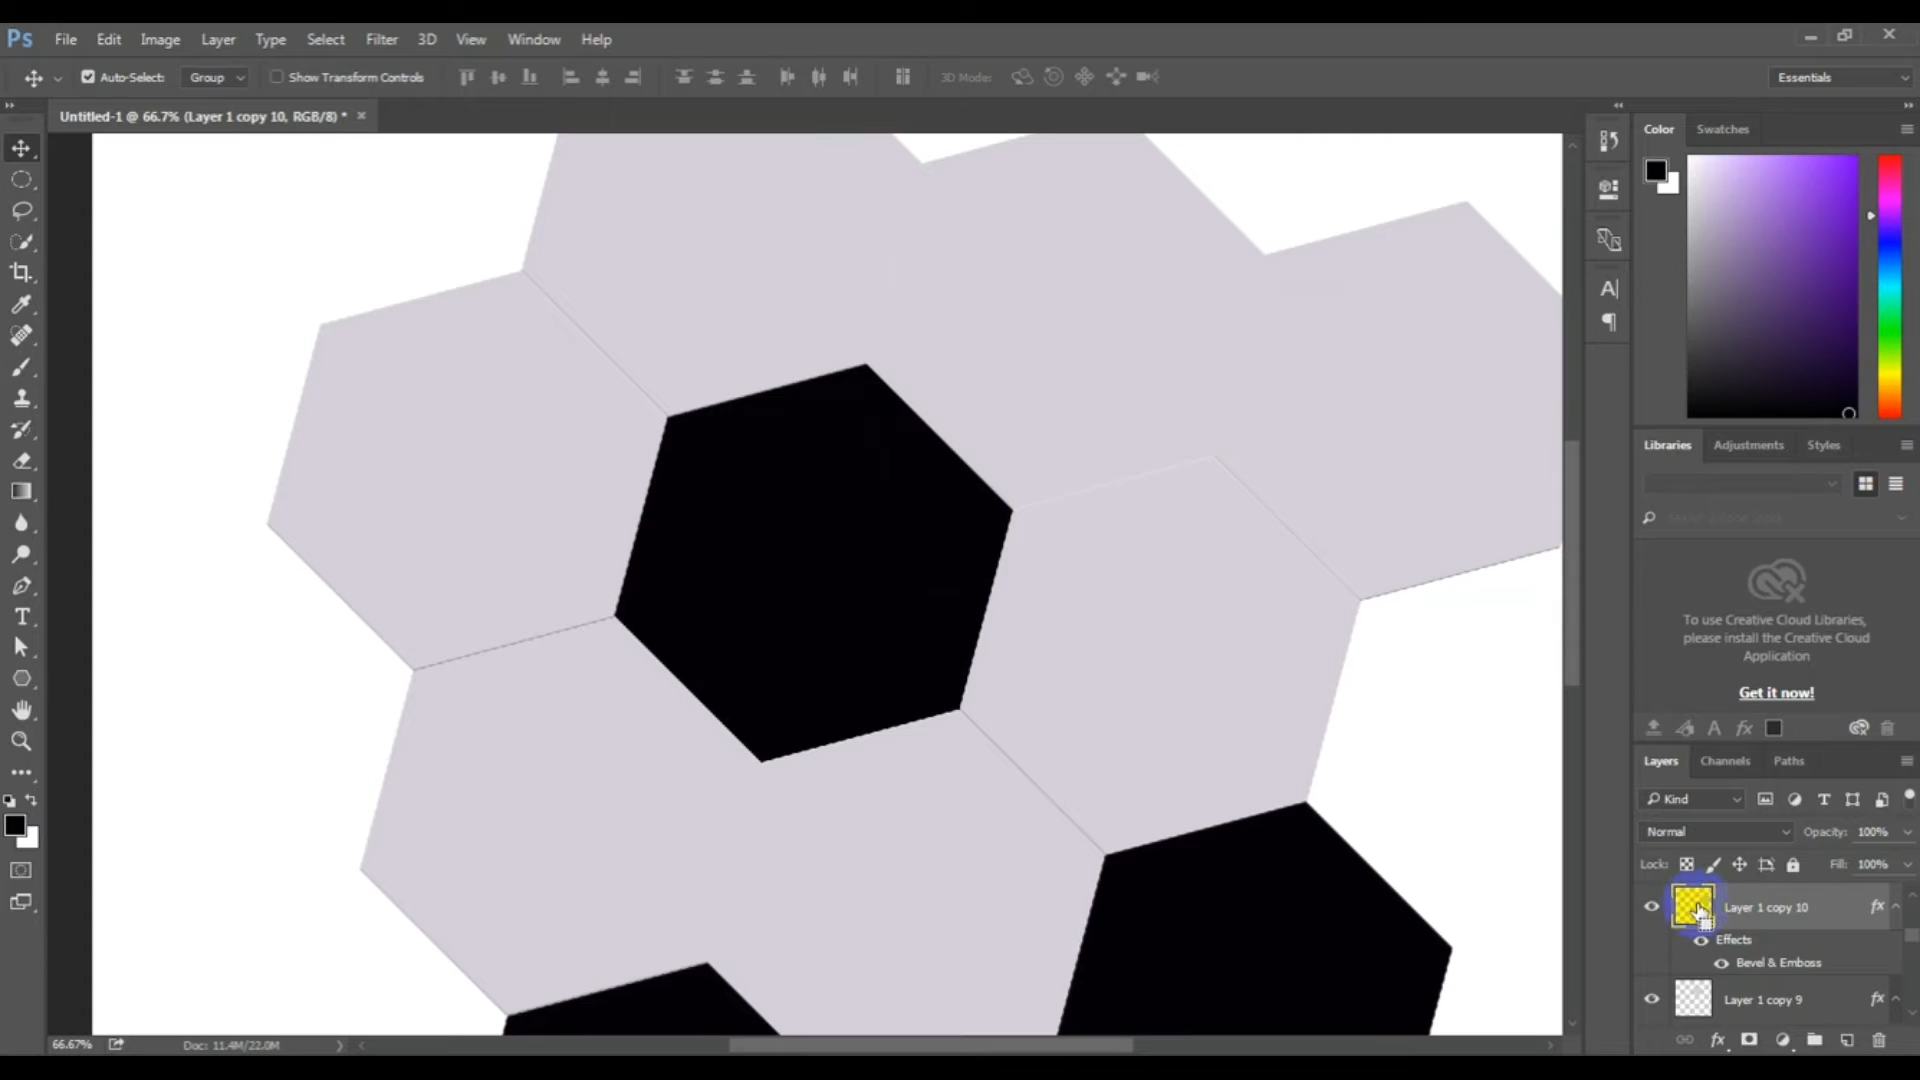 Ps File Edit Image Layer Type Select Filter 3D View Window Help
Auto-Select: Group Show Transform Controls 3D Mode: Essentials
Untitled-1 @ 66.7% (Layer 1 copy 10, RGB/8) * ×
Color Swatches
Libraries Adjustments Styles
To use Creative Cloud Libraries,
please install the Creative Cloud
Application
Get it now!
Layers Channels Paths
Kind
Normal Opacity: 100%
Lock: Fill: 100%
Layer 1 copy 10 fx
Effects
Bevel & Emboss
Layer 1 copy 9 fx
66.67% Doc: 11.4M/22.0M